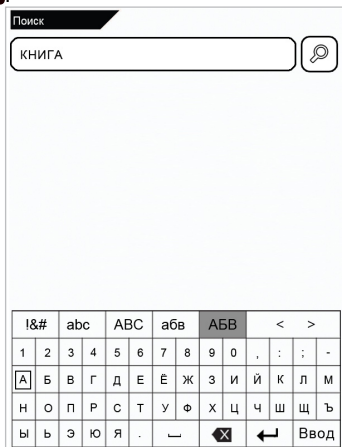 Поиск
КНИГА
!&# abc ABC абв АБВ < >
1 2 3 4 5 6 7 8 9 0 , : ; -
А Б В Г Д Е Ё Ж З И Й К Л М
Н О П Р С Т У Ф Х Ц Ч Ш Щ Ъ
Ы Ь Э Ю Я . Ввод